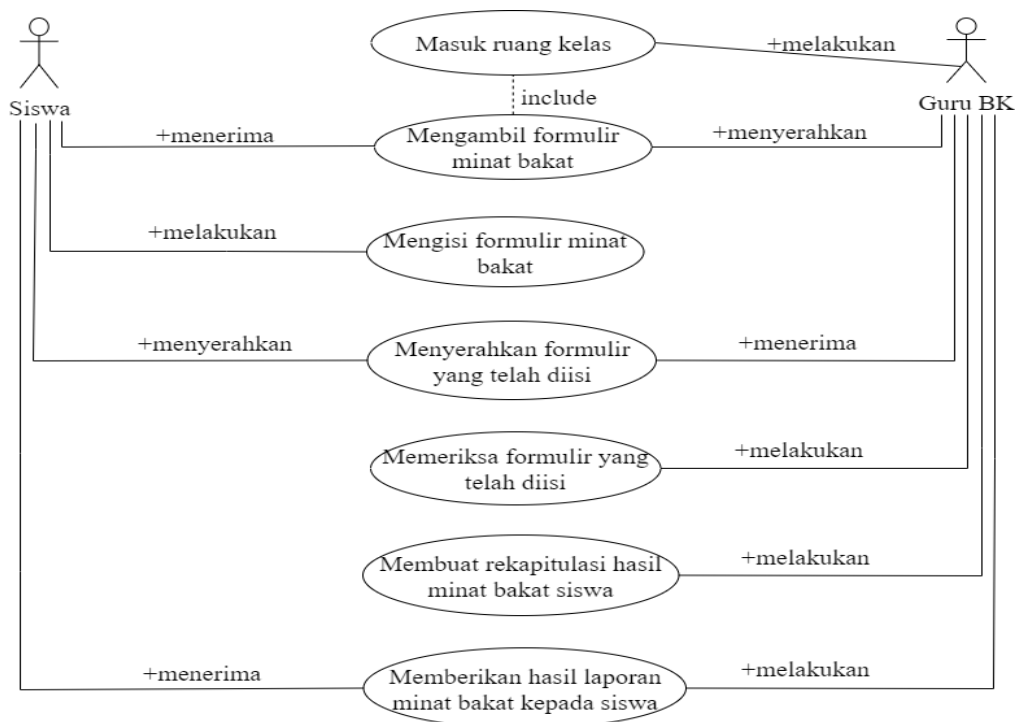 Masuk ruang kelas
+melakukan
Siswa
Guru BK
include
+menerima
Mengambil formulir
minat bakat
+menyerahkan
+melakukan
Mengisi formulir minat
bakat
+menyerahkan
Menyerahkan formulir
yang telah diisi
+menerima
Memeriksa formulir yang
telah diisi
+melakukan
Membuat rekapitulasi hasil
minat bakat siswa
+melakukan
+menerima
Memberikan hasil laporan
minat bakat kepada siswa
+melakukan